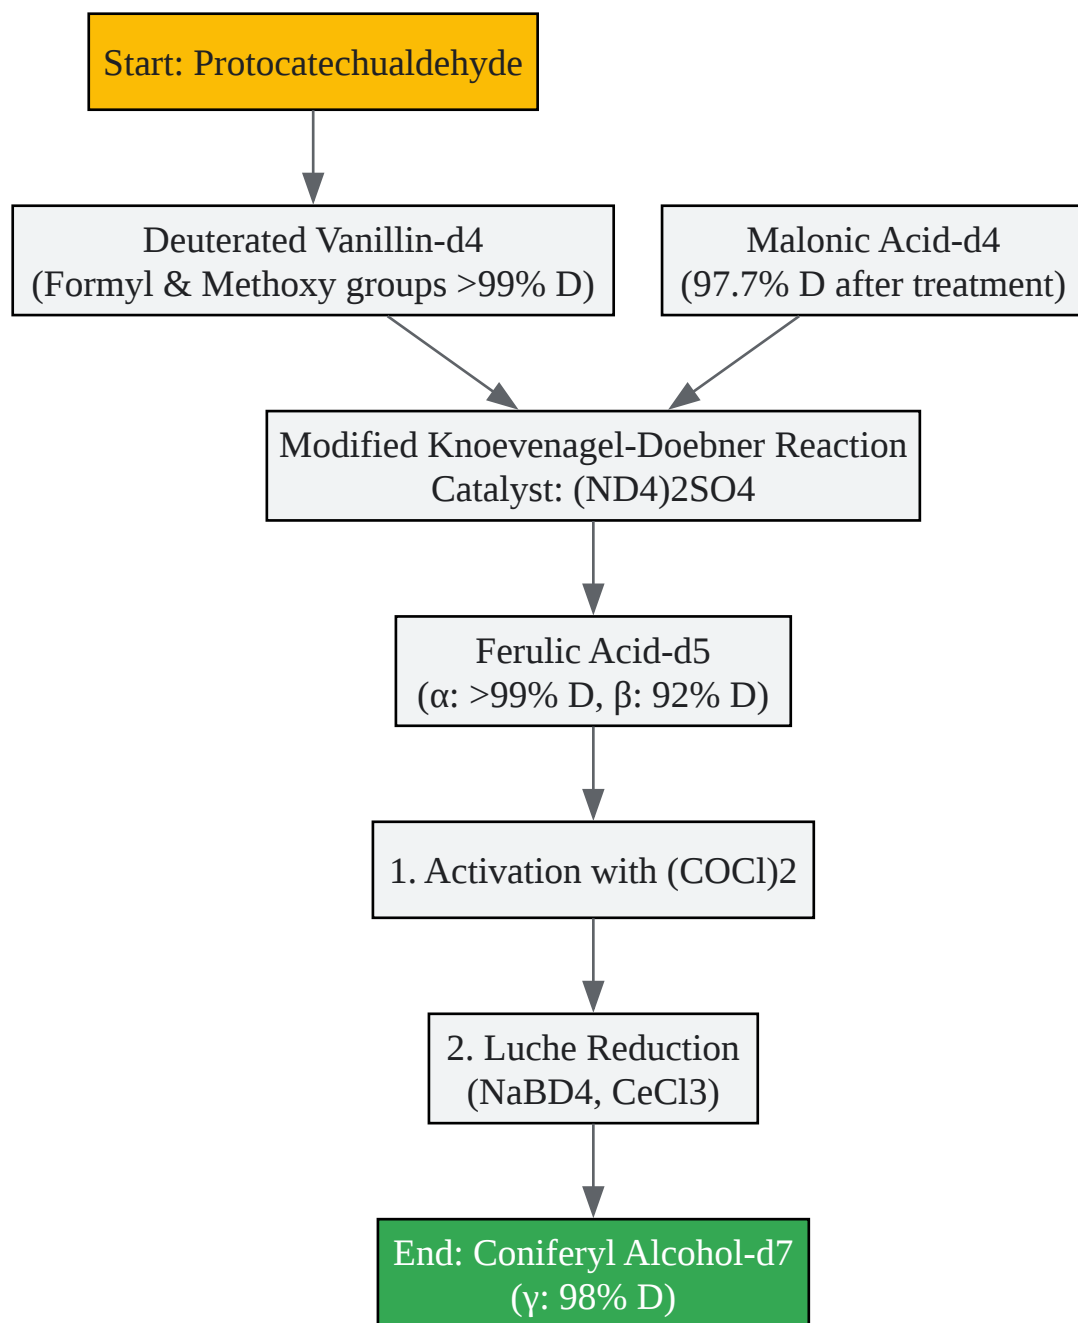 Start: Protocatechualdehyde
Deuterated Vanillin-d4
(Formyl & Methoxy groups >99% D)
Malonic Acid-d4
(97.7% D after treatment)
Modified Knoevenagel-Doebner Reaction
Catalyst: (ND4)2SO4
Ferulic Acid-d5
(α: >99% D, β: 92% D)
1. Activation with (COCl)2
2. Luche Reduction
(NaBD4, CeCl3)
End: Coniferyl Alcohol-d7
(γ: 98% D)